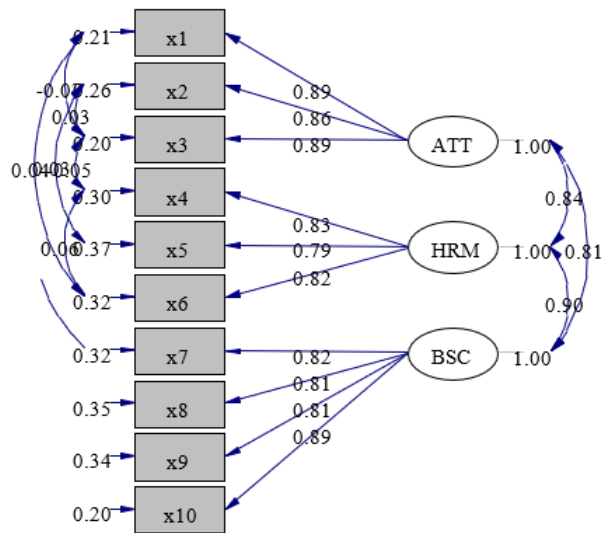 0.21 x1
0.26 x2
0.03
0.20 x3
0.30 x4
0.06 0.37 x5
0.32 x6
0.32 x7
0.35 x8
0.34 x9
0.20 x10
0.89
0.86
0.89
0.83
0.79
0.82
0.82
0.81
0.81
0.89
ATT 1.00
0.84
HRM 1.00 0.81
0.90
BSC 1.00